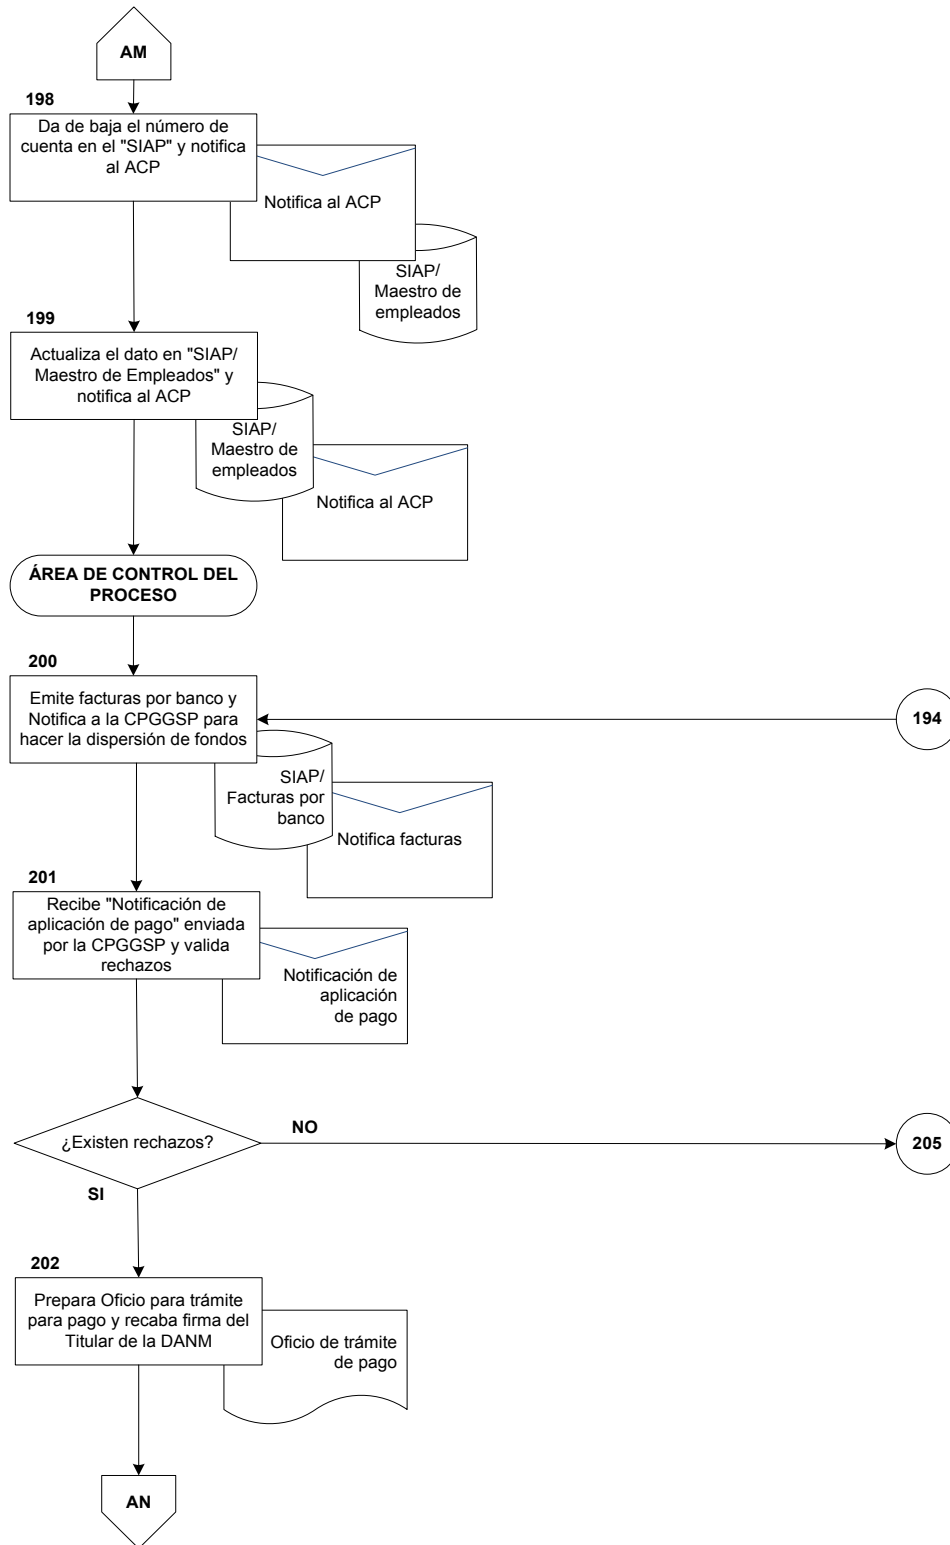 AM
198
Da de baja el número de
cuenta en el "SIAP" y notifica
al ACP
Notifica al ACP
SIAP/
Maestro de
empleados
199
Actualiza el dato en "SIAP/
Maestro de Empleados" y
notifica al ACP
SIAP/
Maestro de
empleados
Notifica al ACP
ÁREA DE CONTROL DEL
PROCESO
200
Emite facturas por banco y
Notifica a la CPGGSP para
hacer la dispersión de fondos
194
SIAP/
Facturas por
banco
Notifica facturas
201
Recibe "Notificación de
aplicación de pago" enviada
por la CPGGSP y valida
rechazos
Notificación de
aplicación
de pago
¿Existen rechazos?
NO
205
SI
202
Prepara Oficio para trámite
para pago y recaba firma del
Titular de la DANM
Oficio de trámite
de pago
AN